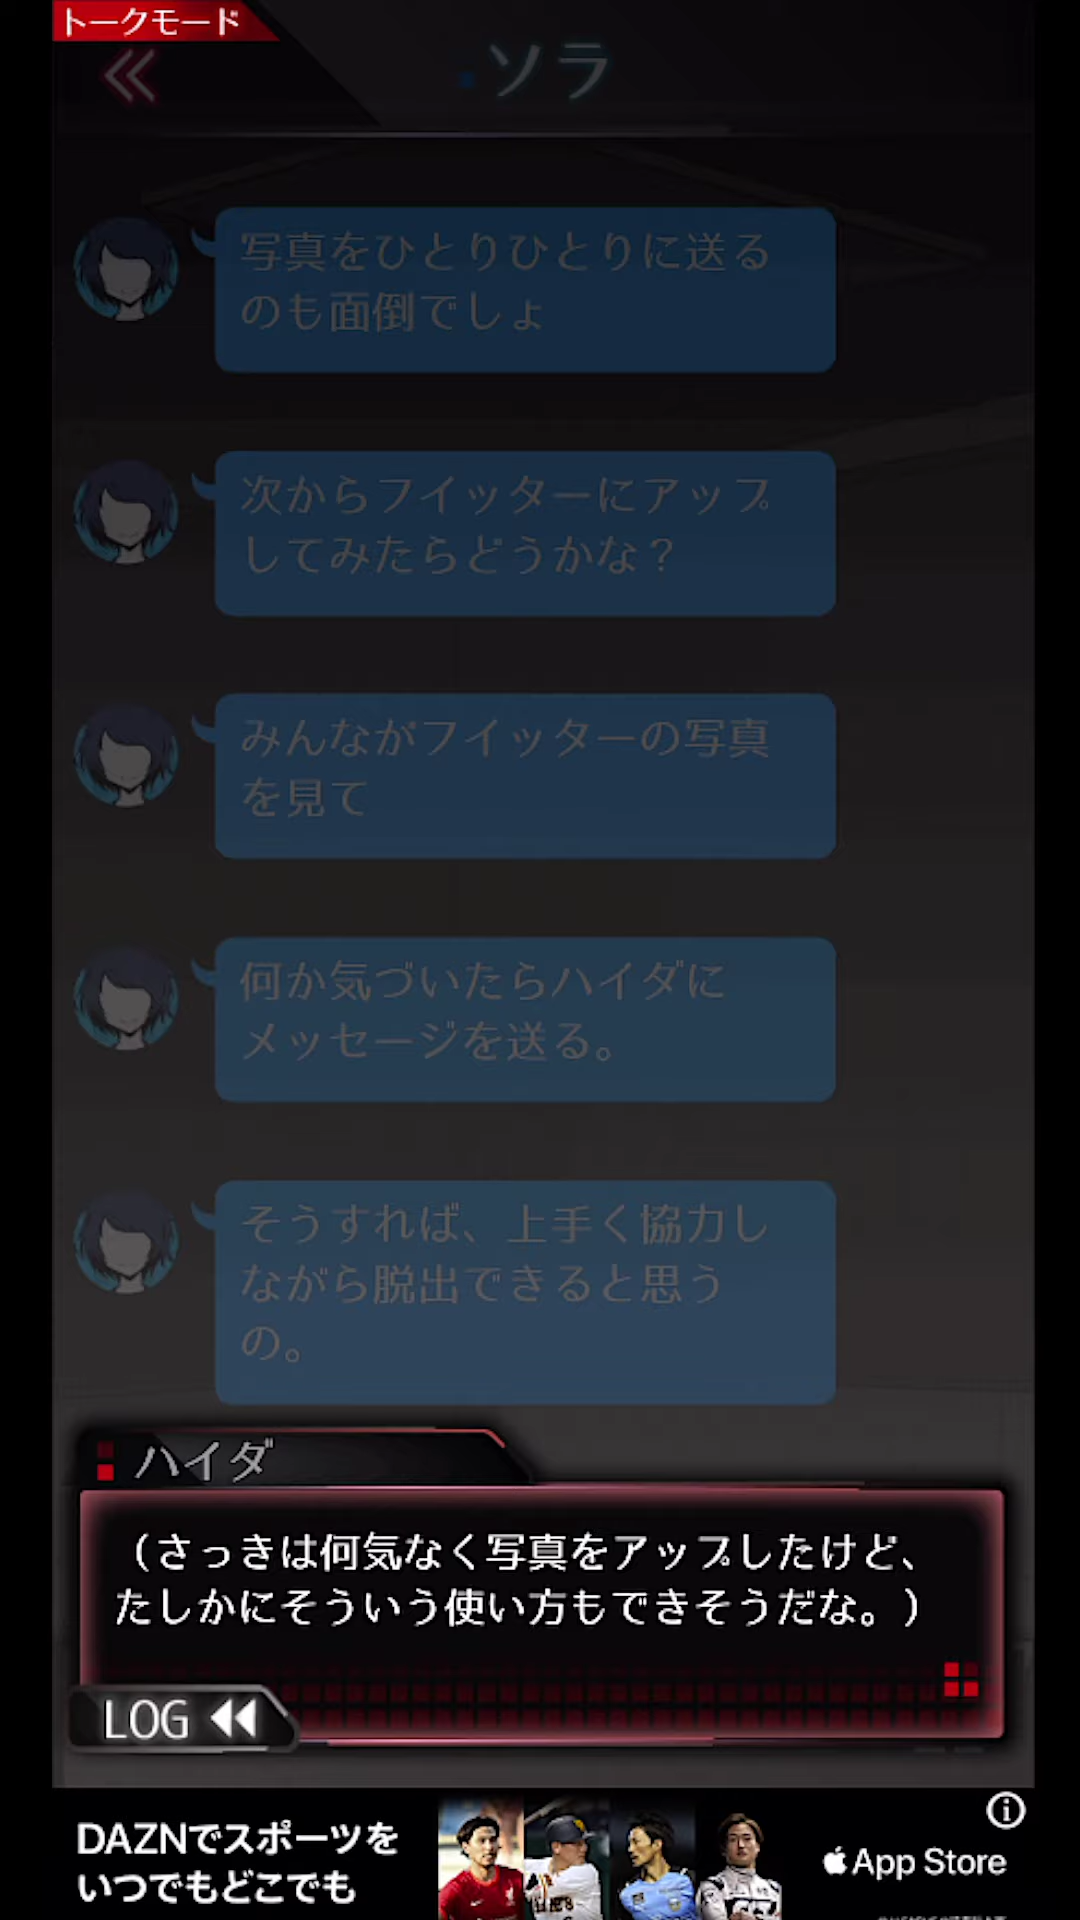 トークモード
ソラ
写真をひとりひとりに送る
のも面倒でしょ
次からフイッターにアップ
してみたらどうかな？
みんながフイッターの写真
を見て
何か気づいたらハイダに
メッセージを送る。
そうすれば、上手く協力し
ながら脱出できると思う
の。
ハイダ
（さっきは何気なく写真をアップしたけど、
たしかにそういう使い方もできそうだな。）
LOG
DAZNでスポーツを
いつでもどこでも
App Store